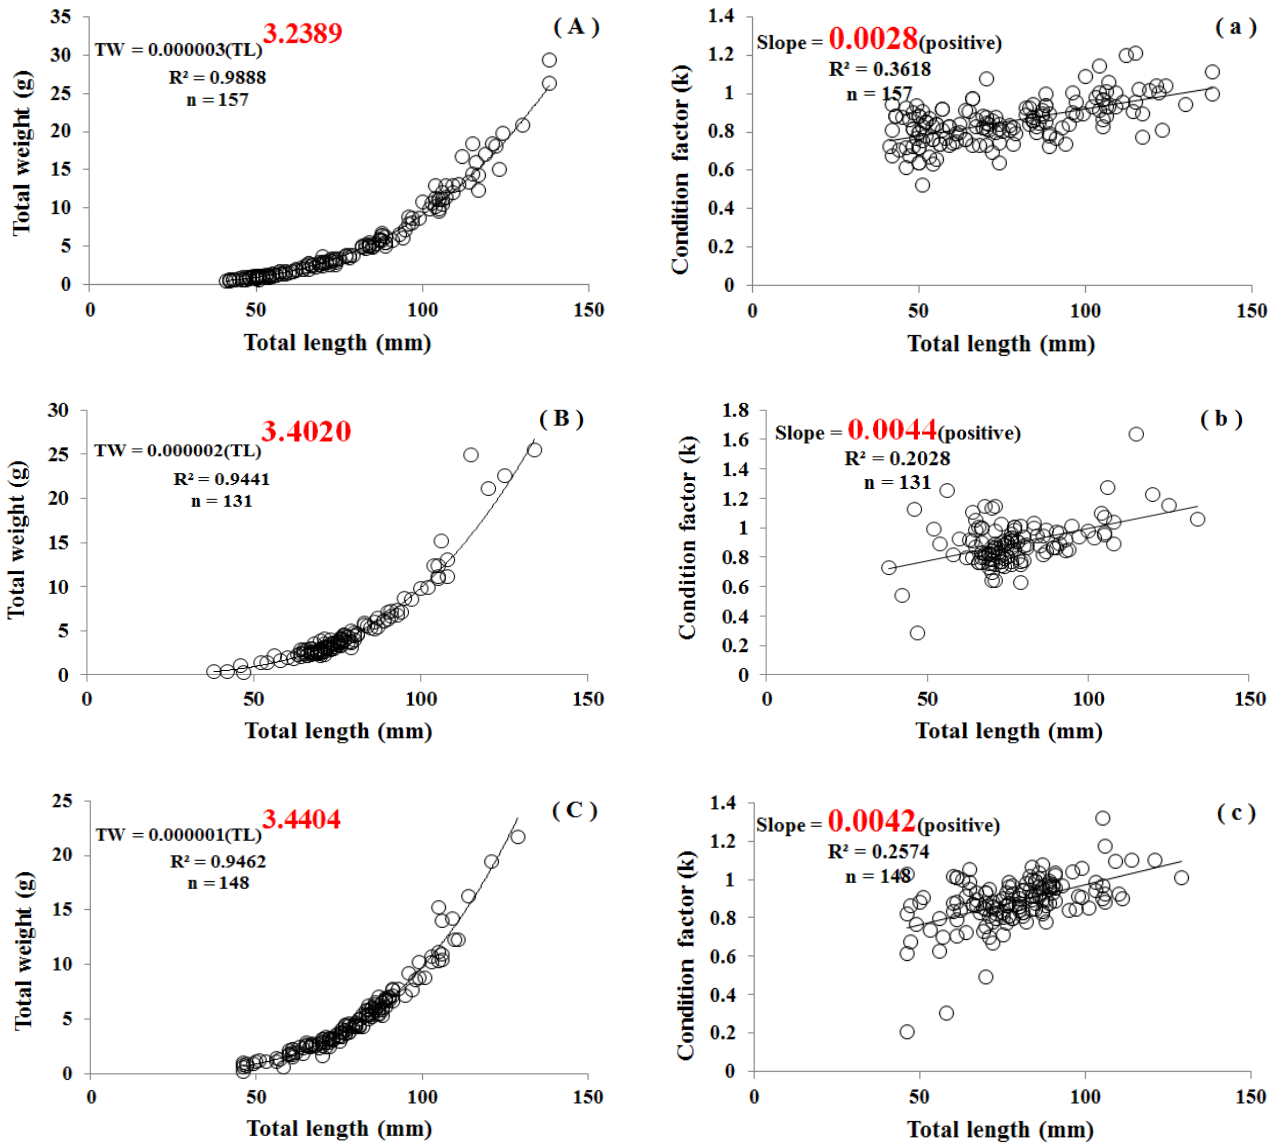 35
30
25
20
15
10
5
0
0 50 100 150
Total weight (g)
Total length (mm)
TW = 0.000003(TL)3.2389
R² = 0.9888
n = 157
( A )
1.4
1.2
1
0.8
0.6
0.4
0.2
0
0 50 100 150
Condition factor (k)
Total length (mm)
Slope = 0.0028(positive)
R² = 0.3618
n = 157
( a )
30
25
20
15
10
5
0
0 50 100 150
Total weight (g)
Total length (mm)
TW = 0.000002(TL)3.4020
R² = 0.9441
n = 131
( B )
1.8
1.6
1.4
1.2
1
0.8
0.6
0.4
0.2
0
0 50 100 150
Condition factor (k)
Total length (mm)
Slope = 0.0044(positive)
R² = 0.2028
n = 131
( b )
25
20
15
10
5
0
0 50 100 150
Total weight (g)
Total length (mm)
TW = 0.000001(TL)3.4404
R² = 0.9462
n = 148
( C )
1.4
1.2
1
0.8
0.6
0.4
0.2
0
0 50 100 150
Condition factor (k)
Total length (mm)
Slope = 0.0042(positive)
R² = 0.2574
n = 148
( c )